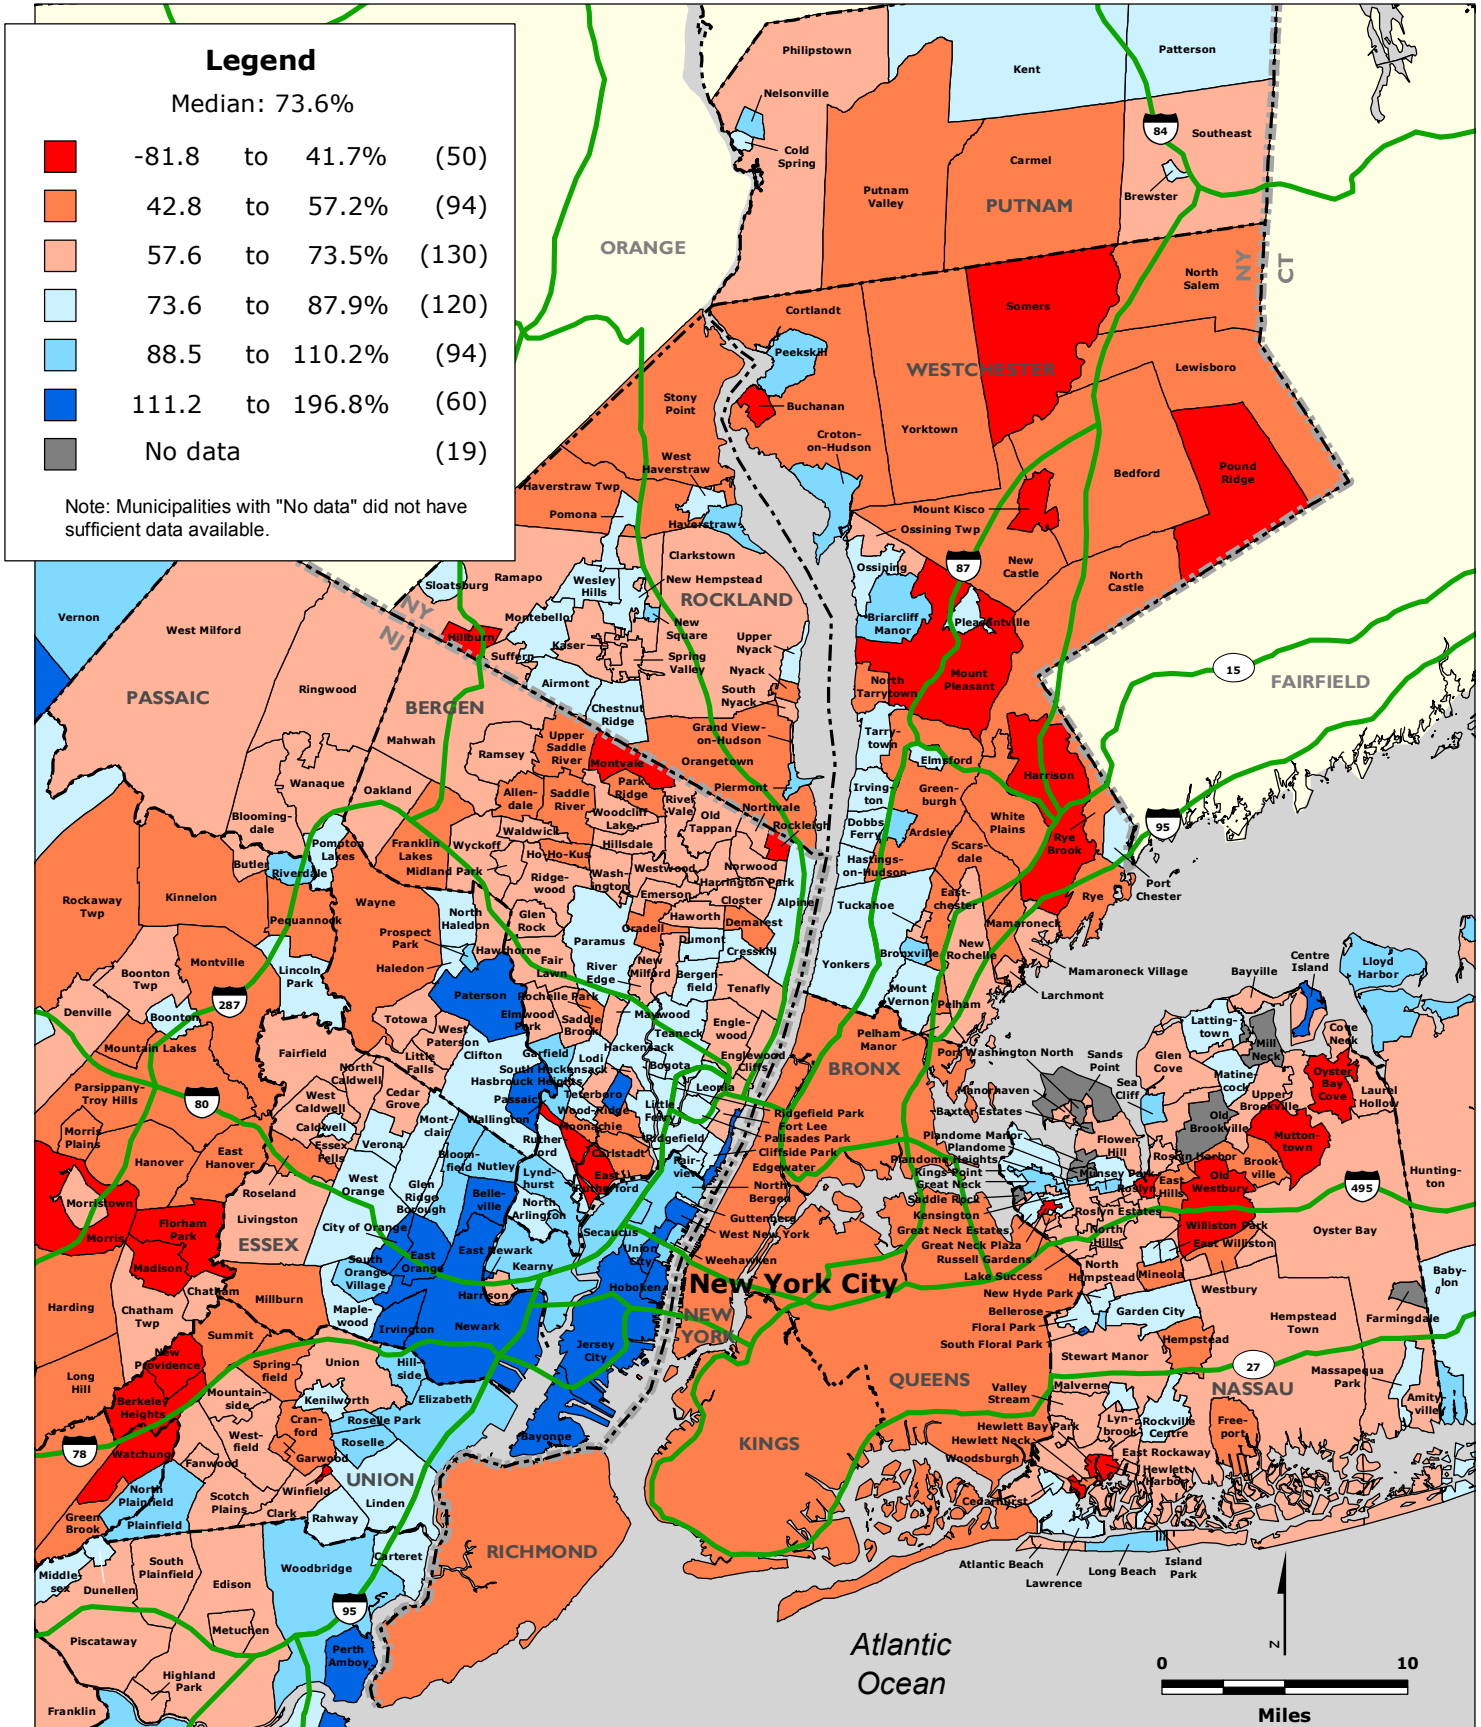 Legend
Median: 73.6%
-81.8 to 41.7% (50)
42.8 to 57.2% (94)
57.6 to 73.5% (130)
73.6 to 87.9% (120)
88.5 to 110.2% (94)
111.2 to 196.8% (60)
No data (19)
Note: Municipalities with "No data" did not have
sufficient data available.
Philipstown
Kent
Patterson
Nelsonville
Cold
Spring
84
Southeast
Carmel
Putnam
Valley
PUTNAM
Brewster
ORANGE
NY
CT
North
Salem
Somers
Cortlandt
Peekskill
WESTCHESTER
Lewisboro
Stony
Point
Buchanan
Yorktown
Croton-
on-Hudson
West
Haverstraw
Bedford
Pound
Ridge
Haverstraw Twp
Pomona
Haverstraw
Mount Kisco
Ossining Twp
Clarkstown
87
New
Castle
North
Castle
Ossining
Sloatsburg
Ramapo
Wesley
Hills
New Hempstead
ROCKLAND
NY
NJ
Vernon
West Milford
Montebello
New
Square
Briarcliff
Manor
Pleasantville
Hillburn
Kaser
Suffern
Spring
Valley
Upper
Nyack
Nyack
South
Nyack
Airmont
Chestnut
Ridge
North
Tarrytown
Mount
Pleasant
15
FAIRFIELD
PASSAIC
Ringwood
BERGEN
Mahwah
Ramsey
Upper
Saddle
River
Montvale
Grand View-
on-Hudson
Orangetown
Tarry-
town
Elmsford
Harrison
Wanaque
Oakland
Allen-
dale
Saddle
River
Park
Ridge
Woodcliff
Lake
River
Vale
Old
Tappan
Piermont
Northvale
Rockleigh
Irving-
ton
Green-
burgh
White
Plains
Rye
Brook
95
Blooming-
dale
Pompton
Lakes
Franklin
Lakes
Wyckoff
Waldwick
Hillsdale
Dobbs
Ferry
Ardsley
Scars-
dale
Butler
Riverdale
Midland Park
Ho-Ho-Kus
Ridge-
wood
Wash-
ington
Westwood
Norwood
Harrington Park
Hastings-
on-Hudson
Port
Chester
Rye
Rockaway
Twp
Kinnelon
Wayne
Pequannock
Emerson
Closter
Alpine
Tuckahoe
East-
chester
Prospect
Park
North
Haledon
Glen
Rock
Haworth
Demarest
Oradell
Mamaroneck
Haledon
Hawthorne
Paramus
Dumont
Cresskill
Bronxville
New
Rochelle
Montville
Boonton
Twp
Lincoln
Park
Fair
Lawn
River
Edge
New
Milford
Bergen-
field
Yonkers
Mamaroneck Village
Larchmont
Bayville
Centre
Island
Lloyd
Harbor
Denville
Boonton
287
Paterson
Rochelle Park
Tenafly
Mount
Vernon
Pelham
Totowa
West
Paterson
Elmwood
Park
Saddle
Brook
Maywood
Teaneck
Engle-
wood
Pelham
Manor
Latting-
town
Mill
Neck
Cove
Neck
Mountain Lakes
Fairfield
Little
Falls
Clifton
Garfield
Lodi
Hackensack
Englewood
Cliffs
BRONX
Port Washington North
Sands
Point
Glen
Cove
Matine-
cock
Oyster
Bay
Cove
Laurel
Hollow
Parsippany-
Troy Hills
80
North
Caldwell
Cedar
Grove
South Hackensack
Hasbrouck Heights
Bogota
Leonia
Manorhaven
Sea
Cliff
Upper
Brookville
West
Caldwell
Caldwell
Passaic
Teterboro
Wood-Ridge
Little
Ferry
Ridgefield Park
Fort Lee
Baxter Estates
Old
Brookville
Morris
Plains
Mont-
clair
Wallington
Moonachie
Ridgefield
Palisades Park
Cliffside Park
Plandome Manor
Plandome
Flower
Hill
Mutton-
town
Essex
Fells
Verona
Ruther
ford
Carlstadt
Fair-
view
Edgewater
Plandome Heights
Kings Point
Munsey Park
Roslyn Harbor
Brook-
ville
Hanover
East
Hanover
Bloom-
field
Nutley
Lynd-
hurst
East
Rutherford
North
Bergen
Great Neck
Roslyn
East
Hills
Old
Westbury
Hunting-
ton
Morristown
Roseland
West
Orange
Glen
Ridge
Borough
Belle-
ville
North
Arlington
Guttenberg
Saddle Rock
Kensington
Roslyn Estates
495
Morris
Florham
Park
Livingston
ESSEX
City of Orange
Secaucus
West New York
Great Neck Estates
North
Hills
Williston Park
East Williston
Oyster Bay
Madison
South
Orange
Village
East
Orange
East Newark
Kearny
Union
City
Weehawken
Great Neck Plaza
Russell Gardens
Lake Success
North
Hempstead
Mineola
Baby-
lon
Harding
Chatham
Chatham
Twp
Millburn
Maple-
wood
Harrison
Hoboken
New York City
New Hyde Park
Westbury
Irvington
Newark
NEW
YORK
Bellerose
Floral Park
Garden City
Hempstead
Town
Farmingdale
Summit
Jersey
City
South Floral Park
Hempstead
New
Providence
Spring-
field
Union
Hill-
side
Stewart Manor
27
Massapequa
Park
Long
Hill
Berkeley
Heights
Mountain-
side
Kenilworth
Elizabeth
QUEENS
Valley
Stream
Malverne
NASSAU
Amity-
ville
78
Cran-
ford
Roselle Park
Roselle
Bayonne
KINGS
Hewlett Bay Park
Lyn-
brook
Rockville
Centre
Free-
port
Watchung
West-
field
Garwood
Hewlett Neck
Woodsburgh
East Rockaway
Hewlett
Harbor
Fanwood
UNION
North
Plainfield
Plainfield
Scotch
Plains
Winfield
Clark
Linden
Rahway
Cedarhurst
Green
Brook
Middle-
sex
Dunellen
South
Plainfield
Edison
Woodbridge
Carteret
RICHMOND
Atlantic Beach
Lawrence
Long Beach
Island
Park
95
Piscataway
Metuchen
Perth
Amboy
Highland
Park
Franklin
Atlantic
Ocean
N
0 10
Miles